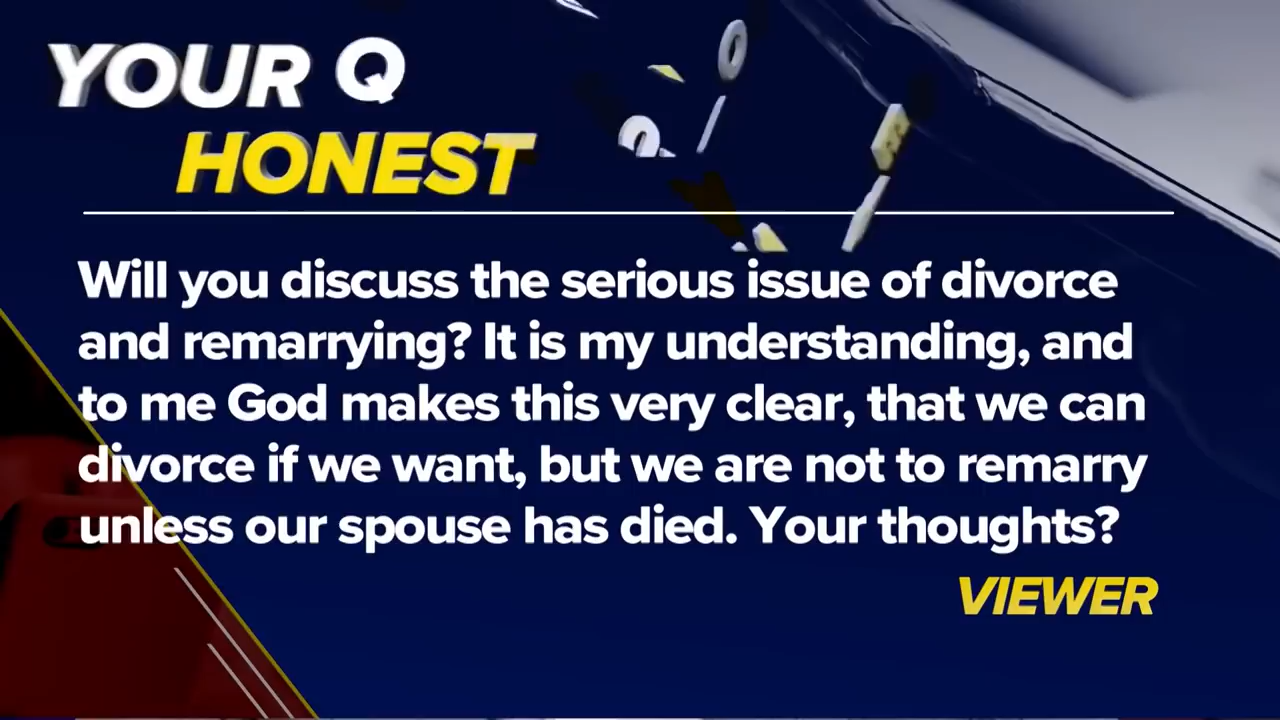 YOUR Q
HONEST
Will you discuss the serious issue of divorce
and remarrying? It is my understanding, and
to me God makes this very clear, that we can
divorce if we want, but we are not to remarry
unless our spouse has died. Your thoughts?
VIEWER